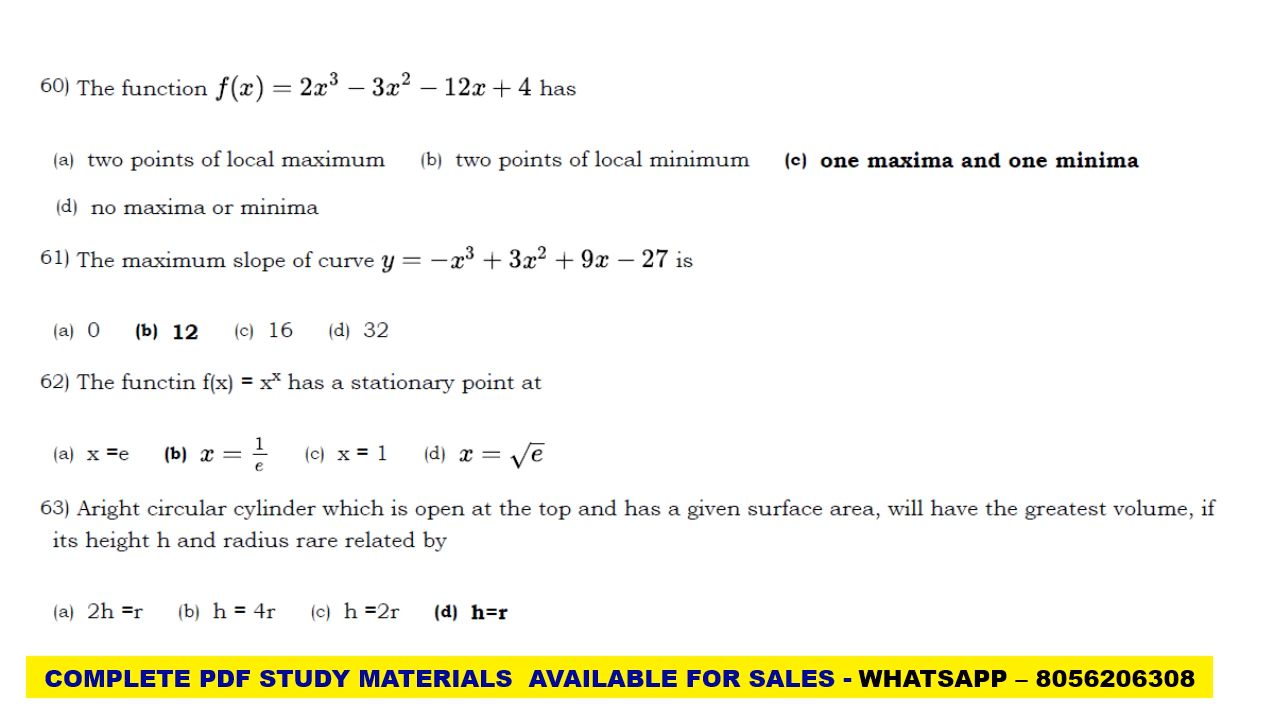 60) The function f(x) = 2x³ − 3x² − 12x + 4 has
(a) two points of local maximum (b) two points of local minimum (c) one maxima and one minima
(d) no maxima or minima
61) The maximum slope of curve y = −x³ + 3x² + 9x − 27 is
(a) 0 (b) 12 (c) 16 (d) 32
62) The functin f(x) = xˣ has a stationary point at
(a) x =e (b) x = 1/e (c) x = 1 (d) x = √e
63) Aright circular cylinder which is open at the top and has a given surface area, will have the greatest volume, if
its height h and radius rare related by
(a) 2h =r (b) h = 4r (c) h =2r (d) h=r
COMPLETE PDF STUDY MATERIALS AVAILABLE FOR SALES - WHATSAPP – 8056206308